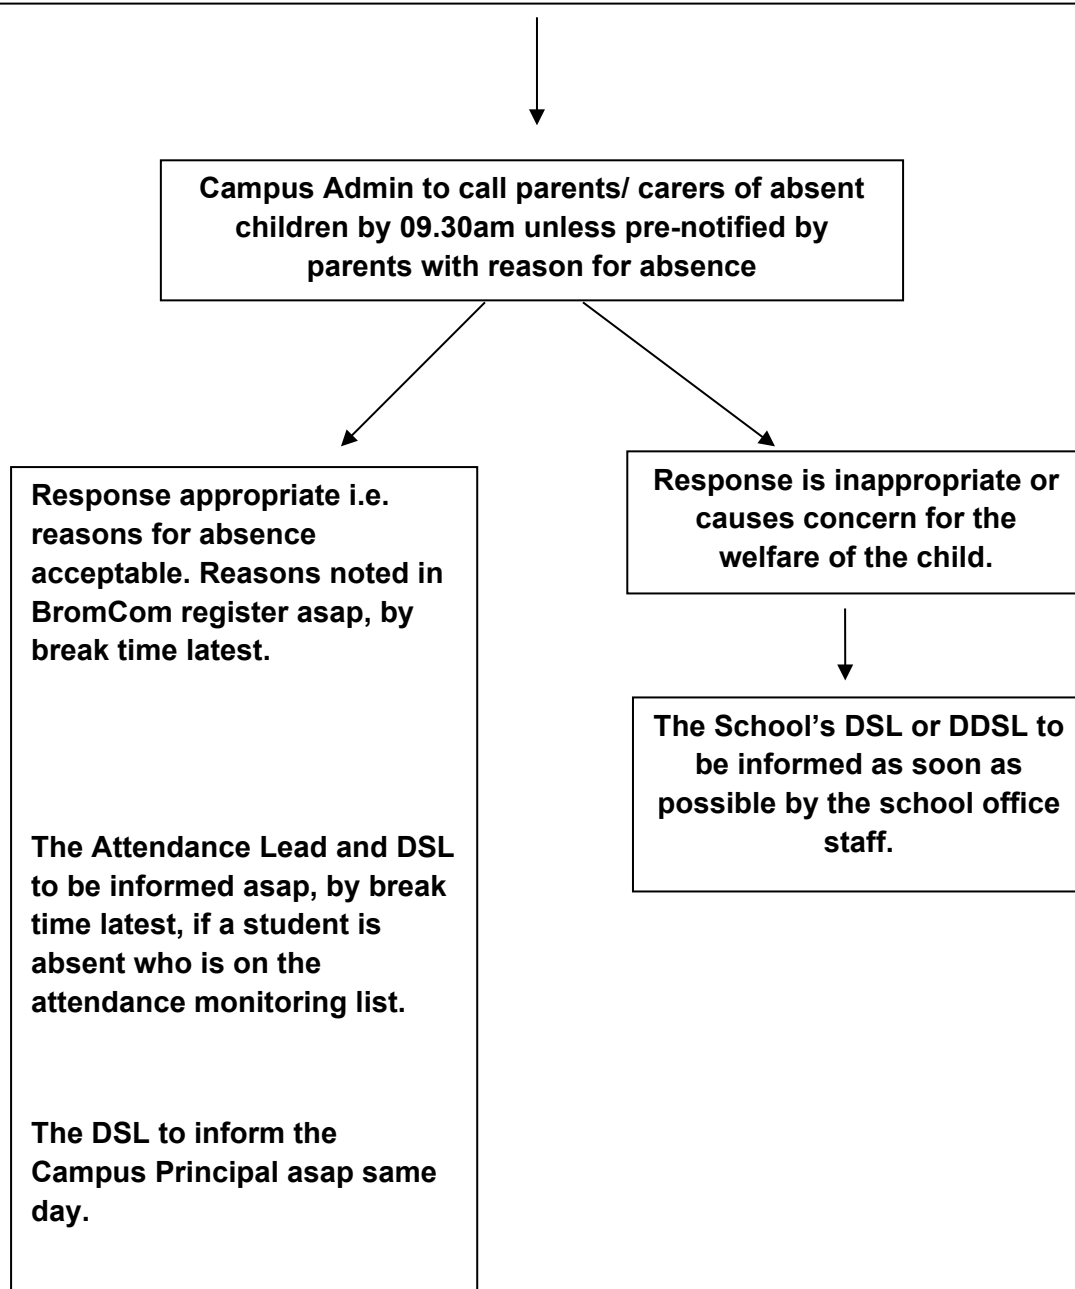 Campus Admin to call parents/ carers of absent
children by 09.30am unless pre-notified by
parents with reason for absence
Response appropriate i.e.
reasons for absence
acceptable. Reasons noted in
BromCom register asap, by
break time latest.
The Attendance Lead and DSL
to be informed asap, by break
time latest, if a student is
absent who is on the
attendance monitoring list.
The DSL to inform the
Campus Principal asap same
day.
Response is inappropriate or
causes concern for the
welfare of the child.
The School’s DSL or DDSL to
be informed as soon as
possible by the school office
staff.